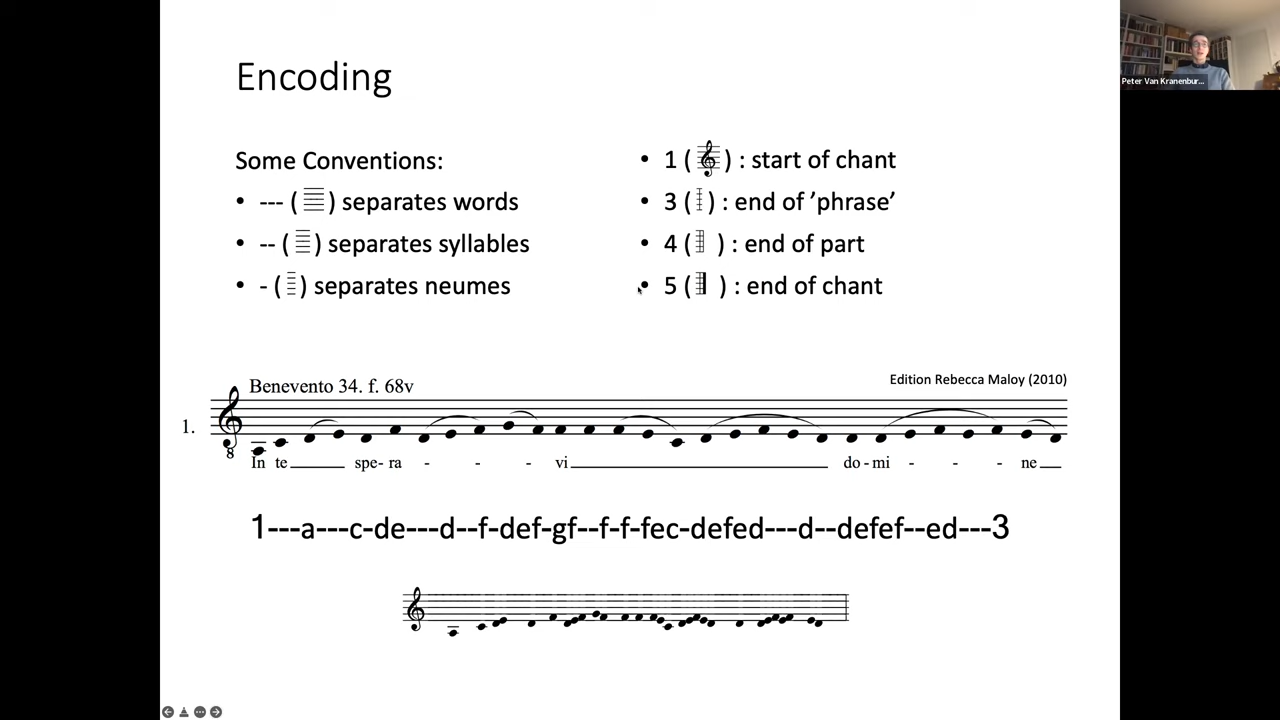 Encoding
Some Conventions:
• --- ( ) separates words
• -- ( ) separates syllables
• - ( ) separates neumes
• 1 ( ) : start of chant
• 3 ( ) : end of ’phrase’
• 4 ( ) : end of part
• 5 ( ) : end of chant
Peter Van Kranenbur...
Benevento 34. f. 68v
Edition Rebecca Maloy (2010)
1.
8
In te spe- ra - - - vi do - mi - - - ne
1---a---c-de---d--f-def-gf--f-f-fec-defed---d--defef--ed---3